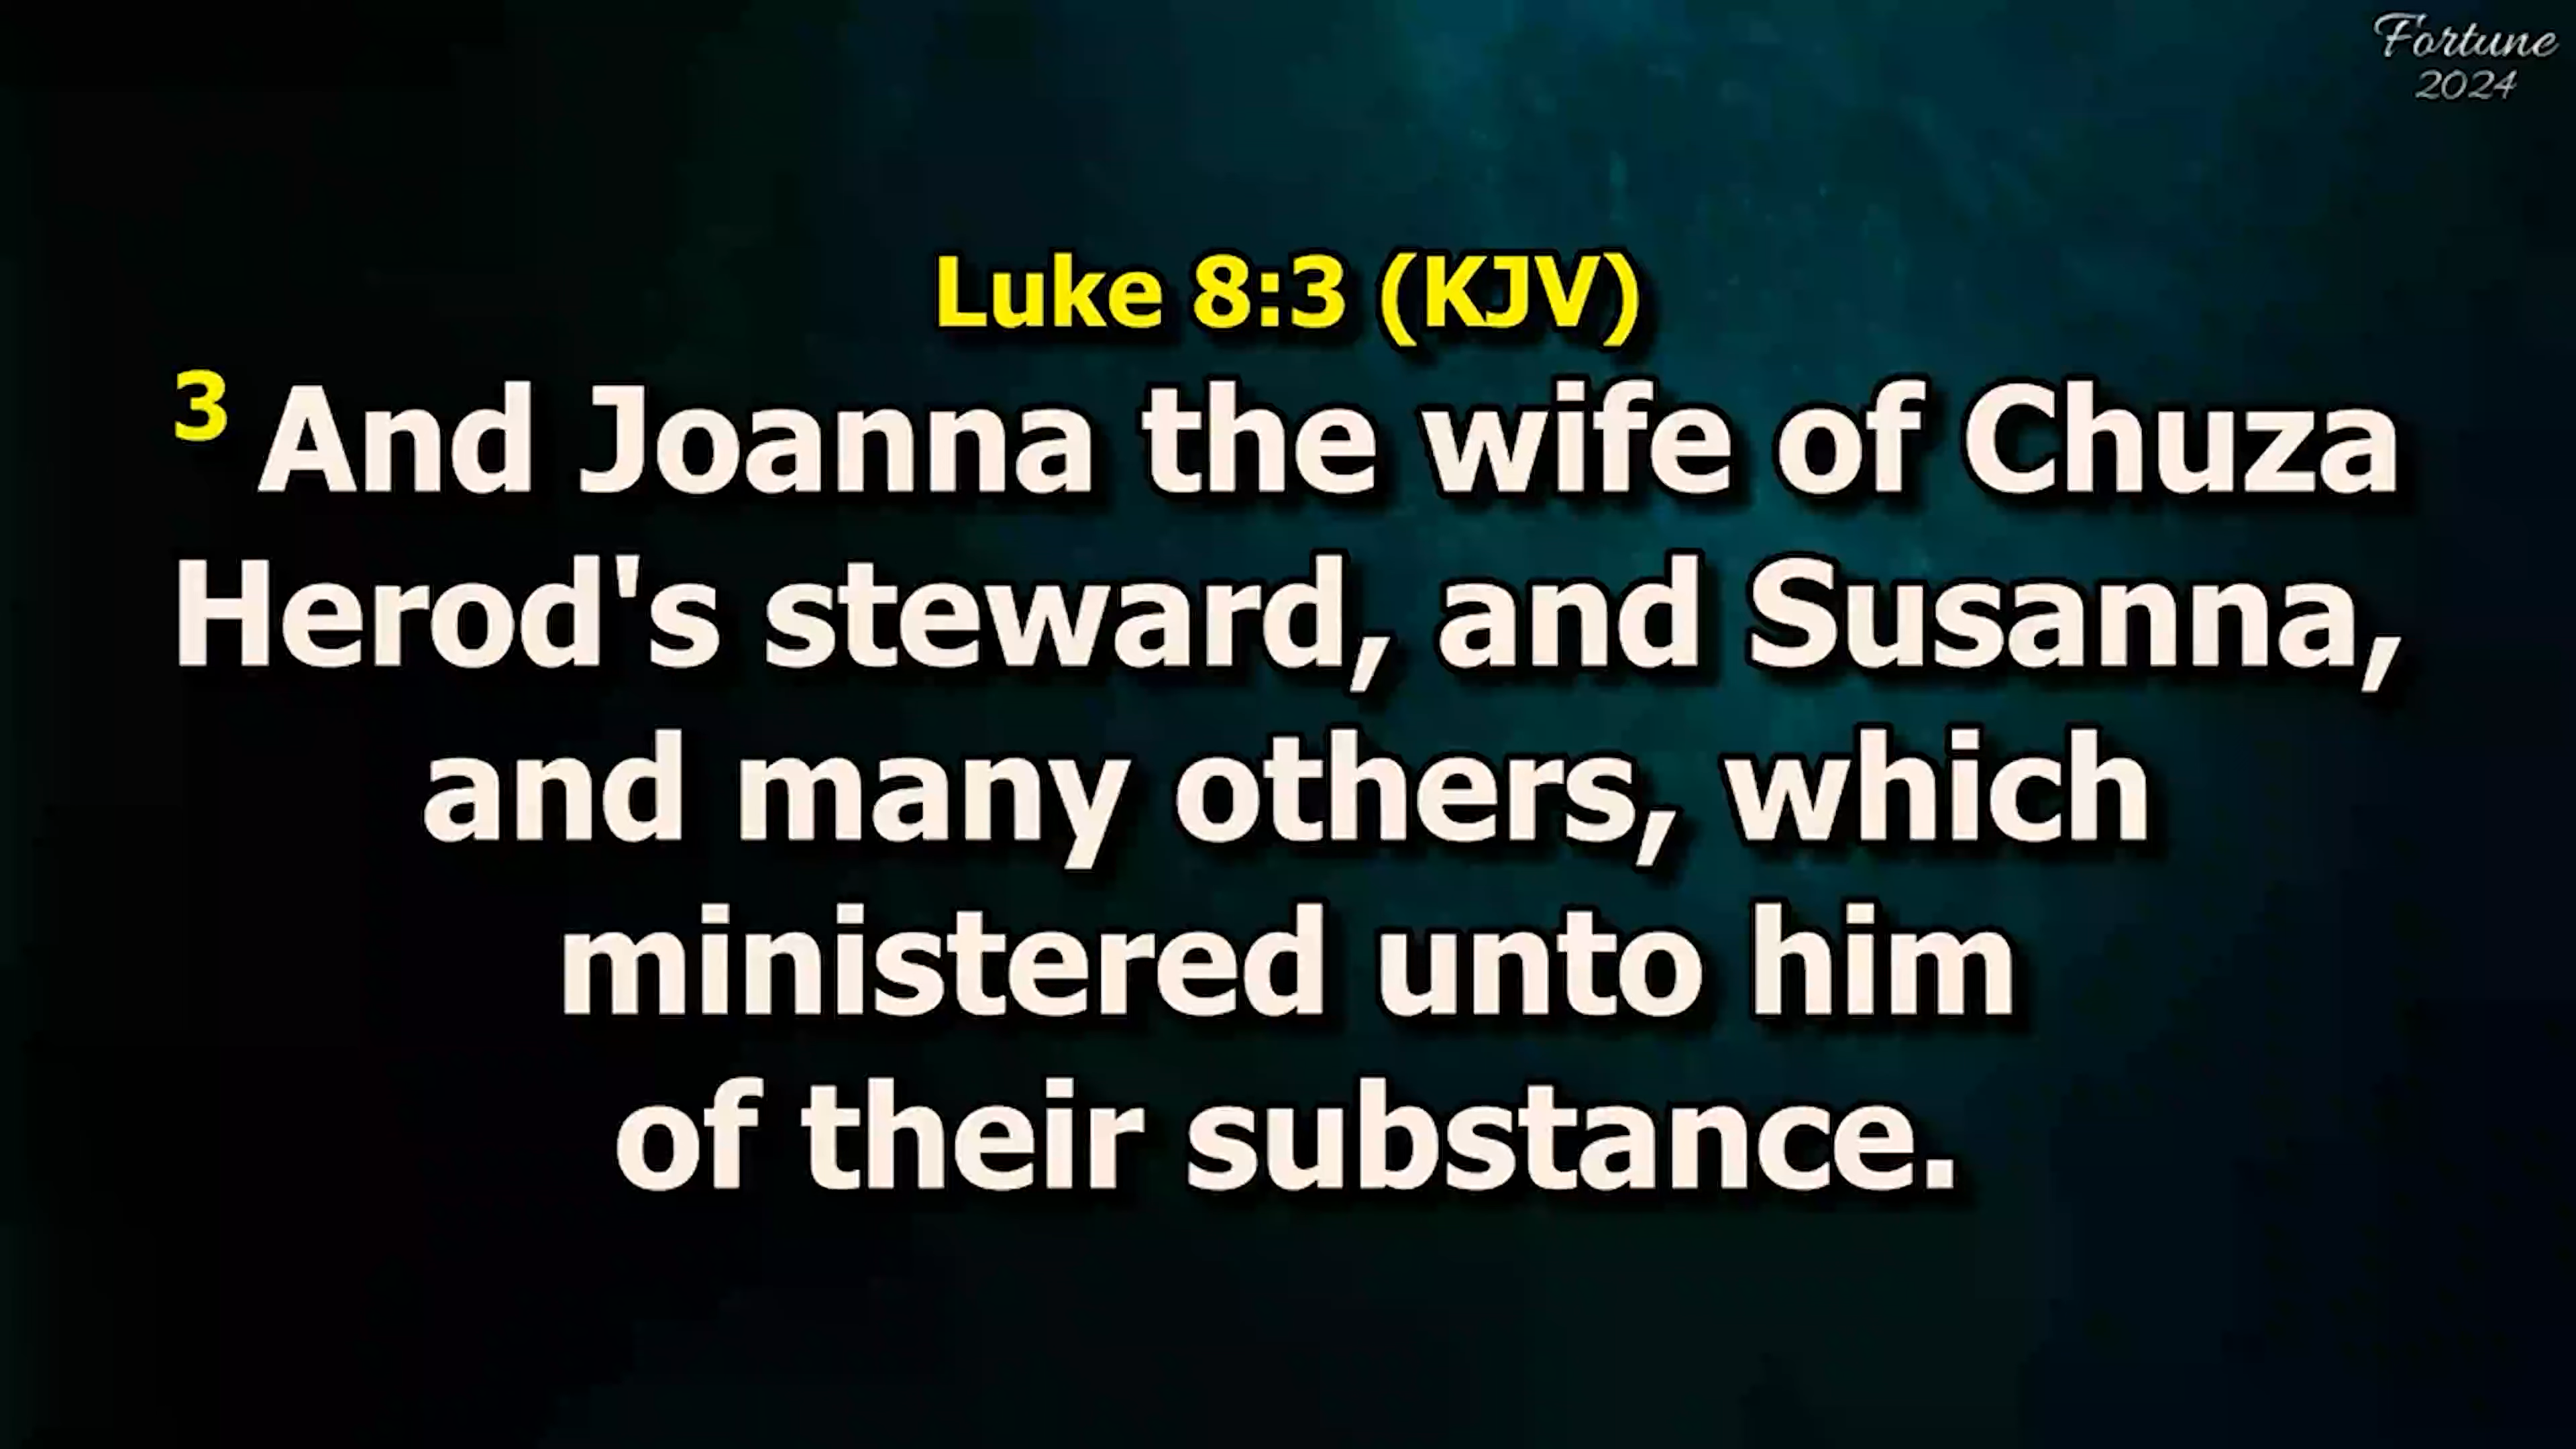 Fortune
2024
Luke 8:3 (KJV)
3 And Joanna the wife of Chuza
Herod's steward, and Susanna,
and many others, which
ministered unto him
of their substance.